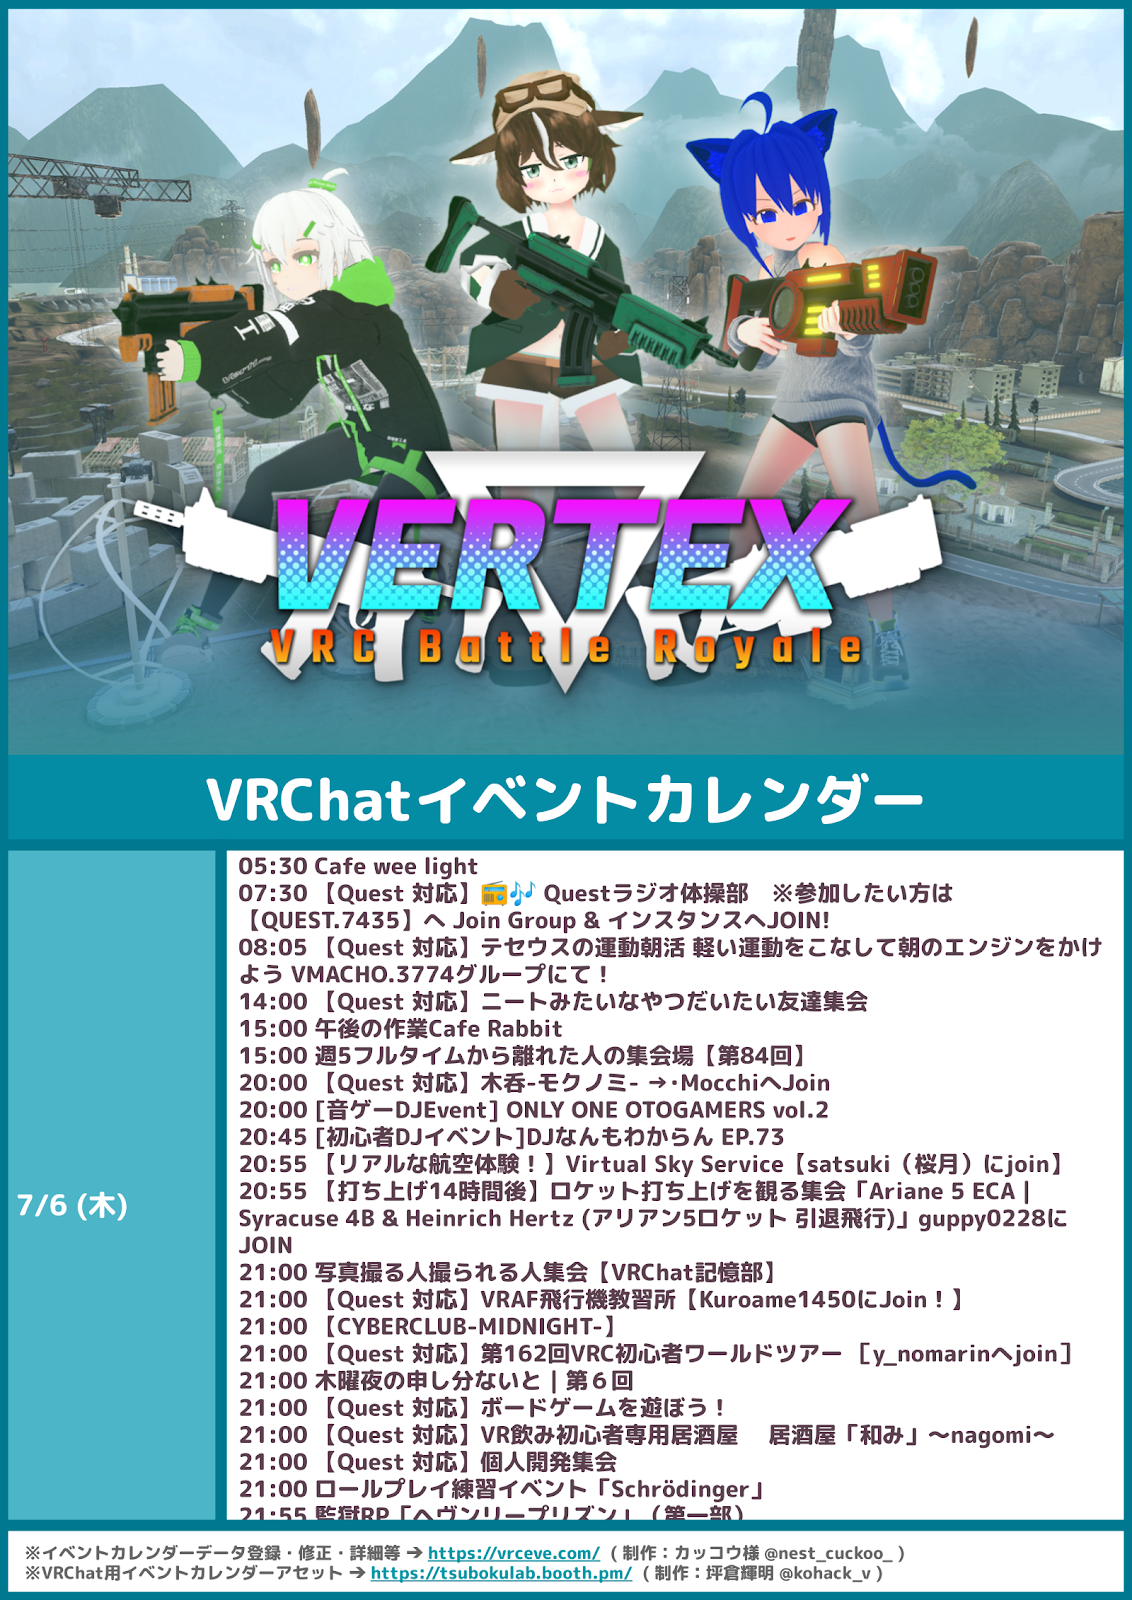 VERTEX
VRC Battle Royale
VRChatイベントカレンダー
7/6 (木)
05:30 Cafe wee light
07:30 【Quest 対応】📻🎶 Questラジオ体操部　※参加したい方は
【QUEST.7435】へ Join Group & インスタンスへJOIN!
08:05 【Quest 対応】テセウスの運動朝活 軽い運動をこなして朝のエンジンをかけ
よう VMACHO.3774グループにて！
14:00 【Quest 対応】ニートみたいなやつだいたい友達集会
15:00 午後の作業Cafe Rabbit
15:00 週5フルタイムから離れた人の集会場【第84回】
20:00 【Quest 対応】木呑-モクノミ- →･MocchiへJoin
20:00 [音ゲーDJEvent] ONLY ONE OTOGAMERS vol.2
20:45 [初心者DJイベント]DJなんもわからん EP.73
20:55 【リアルな航空体験！】Virtual Sky Service【satsuki（桜月）にjoin】
20:55 【打ち上げ14時間後】ロケット打ち上げを観る集会「Ariane 5 ECA |
Syracuse 4B & Heinrich Hertz (アリアン5ロケット 引退飛行)」guppy0228に
JOIN
21:00 写真撮る人撮られる人集会【VRChat記憶部】
21:00 【Quest 対応】VRAF飛行機教習所【Kuroame1450にJoin！】
21:00 【CYBERCLUB-MIDNIGHT-】
21:00 【Quest 対応】第162回VRC初心者ワールドツアー ［y_nomarinへjoin］
21:00 木曜夜の申し分ないと | 第６回
21:00 【Quest 対応】ボードゲームを遊ぼう！
21:00 【Quest 対応】VR飲み初心者専用居酒屋　 居酒屋「和み」～nagomi～
21:00 【Quest 対応】個人開発集会
21:00 ロールプレイ練習イベント「Schrödinger」
21:55 監獄RP「ヘヴンリープリズン」（第一部）
※イベントカレンダーデータ登録・修正・詳細等 ➔ https://vrceve.com/ （ 制作：カッコウ様 @nest_cuckoo_ ）
※VRChat用イベントカレンダーアセット ➔ https://tsubokulab.booth.pm/ （ 制作：坪倉輝明 @kohack_v ）